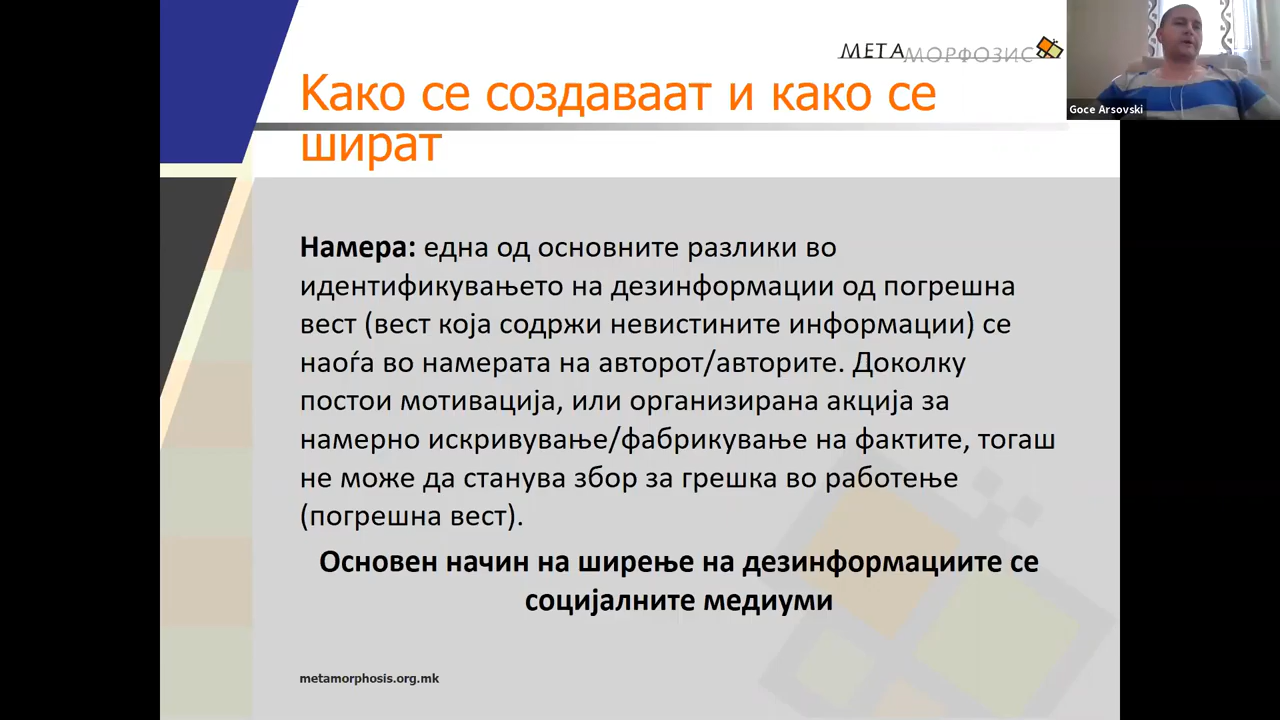 МЕТАМОРФОЗИС
Како се создаваат и како се
шират
Goce Arsovski
Намера: една од основните разлики во
идентификувањето на дезинформации од погрешна
вест (вест која содржи невистините информации) се
наоѓа во намерата на авторот/авторите. Доколку
постои мотивација, или организирана акција за
намерно искривување/фабрикување на фактите, тогаш
не може да станува збор за грешка во работење
(погрешна вест).
Основен начин на ширење на дезинформациите се
социјалните медиуми
metamorphosis.org.mk